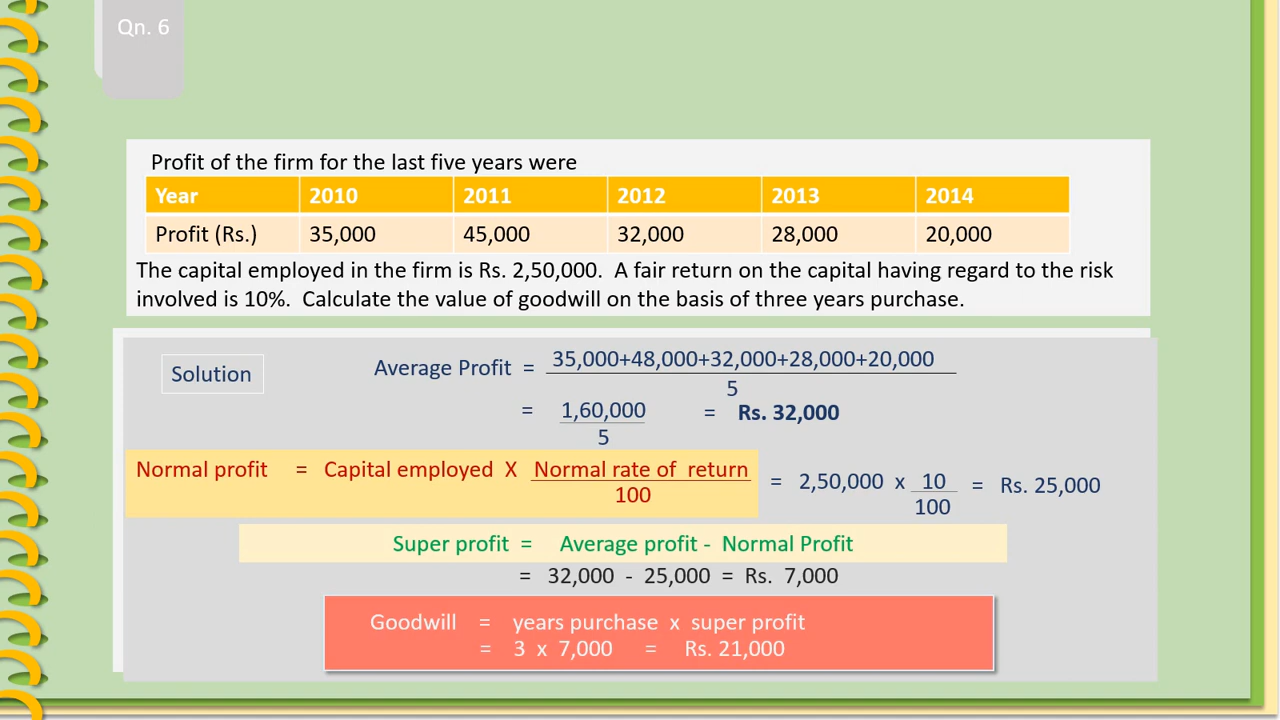 Qn. 6
Profit of the firm for the last five years were
Year 2010 2011 2012 2013 2014
Profit (Rs.) 35,000 45,000 32,000 28,000 20,000
The capital employed in the firm is Rs. 2,50,000. A fair return on the capital having regard to the risk
involved is 10%. Calculate the value of goodwill on the basis of three years purchase.
Solution
Average Profit = 35,000+48,000+32,000+28,000+20,000
5
= 1,60,000 = Rs. 32,000
5
Normal profit = Capital employed X Normal rate of return
100
= 2,50,000 x 10 = Rs. 25,000
100
Super profit = Average profit - Normal Profit
= 32,000 - 25,000 = Rs. 7,000
Goodwill = years purchase x super profit
= 3 x 7,000 = Rs. 21,000